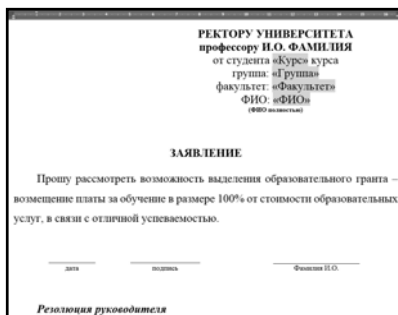 РЕКТОРУ УНИВЕРСИТЕТА
профессору И.О. ФАМИЛИЯ
от студента «Курс» курса
группа: «Группа»
факультет: «Факультет»
ФИО: «ФИО»
(ФИО полностью)
ЗАЯВЛЕНИЕ
Прошу рассмотреть возможность выделения образовательного гранта –
возмещение платы за обучение в размере 100% от стоимости образовательных
услуг, в связи с отличной успеваемостью.
дата подпись Фамилия И.О.
Резолюция руководителя